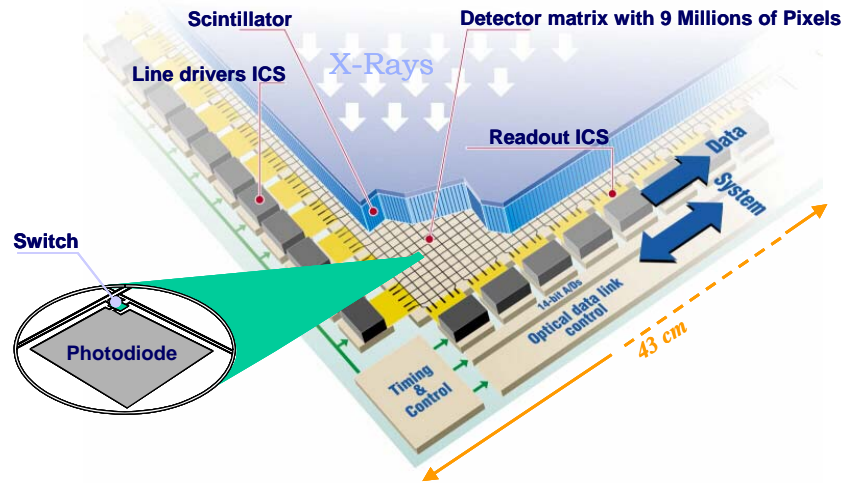 Scintillator
Detector matrix with 9 Millions of Pixels
X-Rays
Line drivers ICS
Readout ICS
Data
System
Switch
Photodiode
14-bit A/Ds
Optical data link
control
43 cm
Timing
&
Control